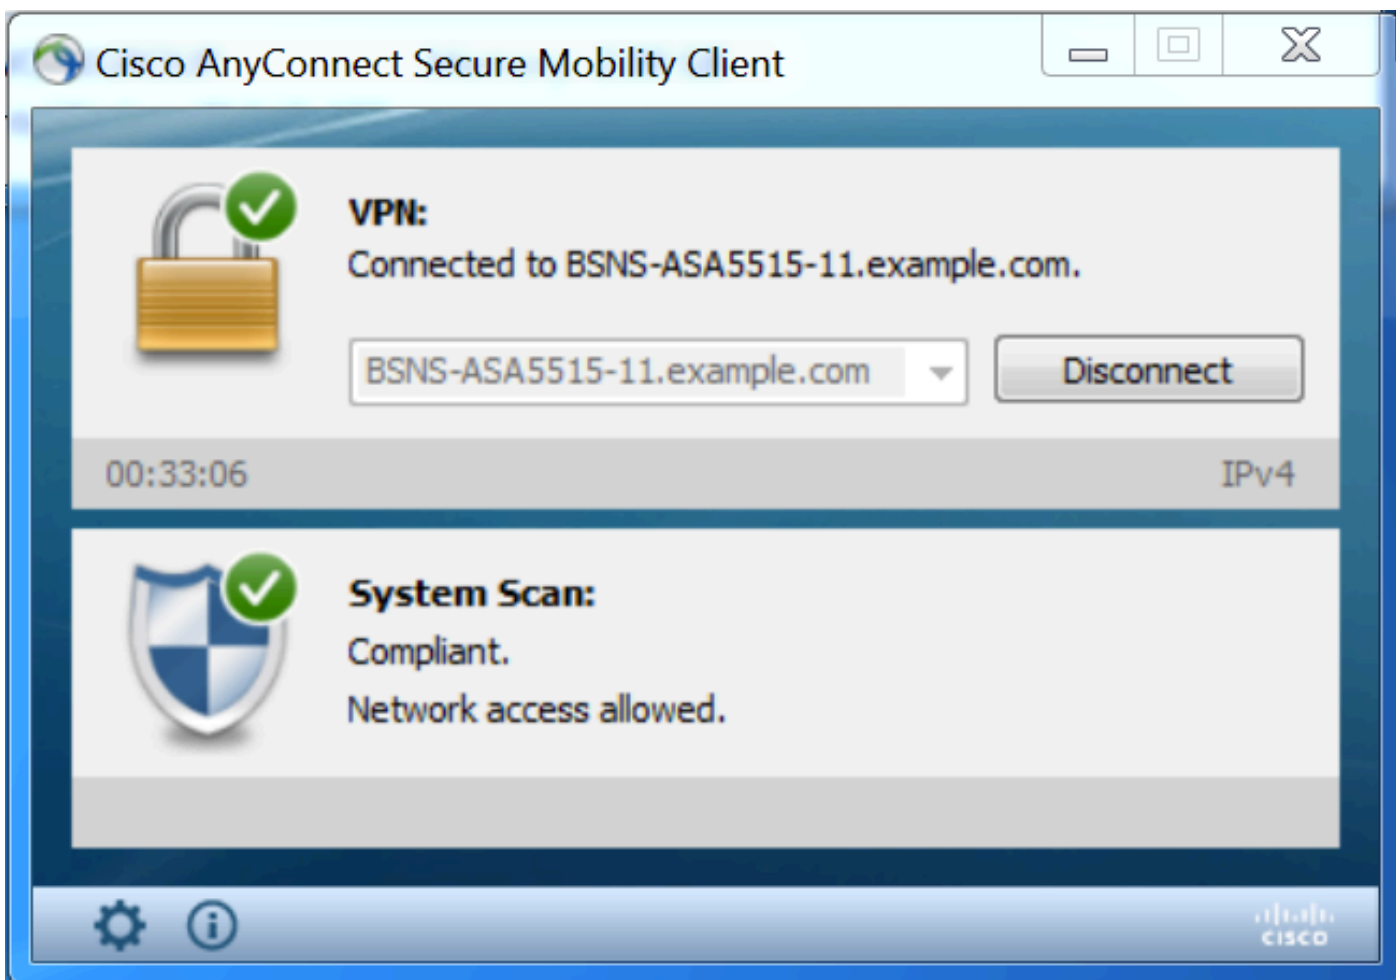 Cisco AnyConnect Secure Mobility Client
VPN:
Connected to BSNS-ASA5515-11.example.com.
BSNS-ASA5515-11.example.com
Disconnect
00:33:06
IPv4
System Scan:
Compliant.
Network access allowed.
CISCO